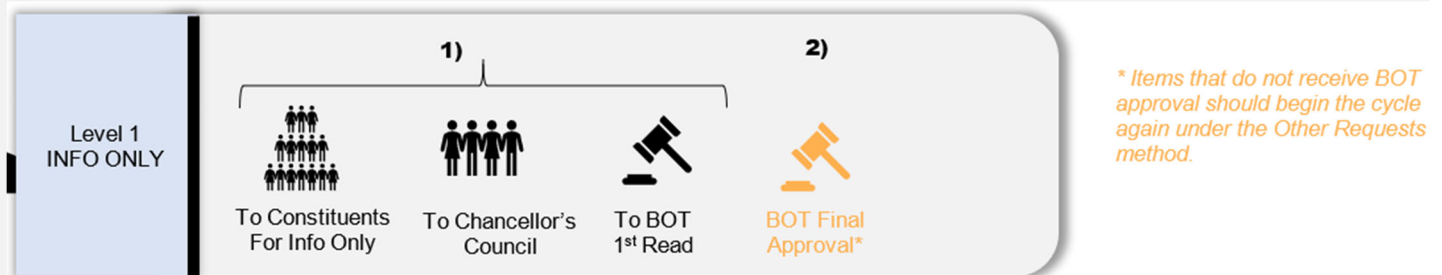 Level 1
INFO ONLY
1)
2)
To Constituents
For Info Only
To Chancellor's
Council
To BOT
1st Read
BOT Final
Approval*
* Items that do not receive BOT
approval should begin the cycle
again under the Other Requests
method.